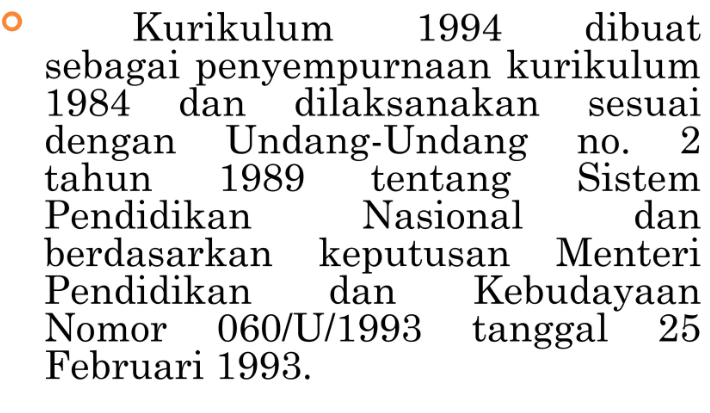 Kurikulum 1994 dibuat
sebagai penyempurnaan kurikulum
1984 dan dilaksanakan sesuai
dengan Undang-Undang no. 2
tahun 1989 tentang Sistem
Pendidikan Nasional dan
berdasarkan keputusan Menteri
Pendidikan dan Kebudayaan
Nomor 060/U/1993 tanggal 25
Februari 1993.